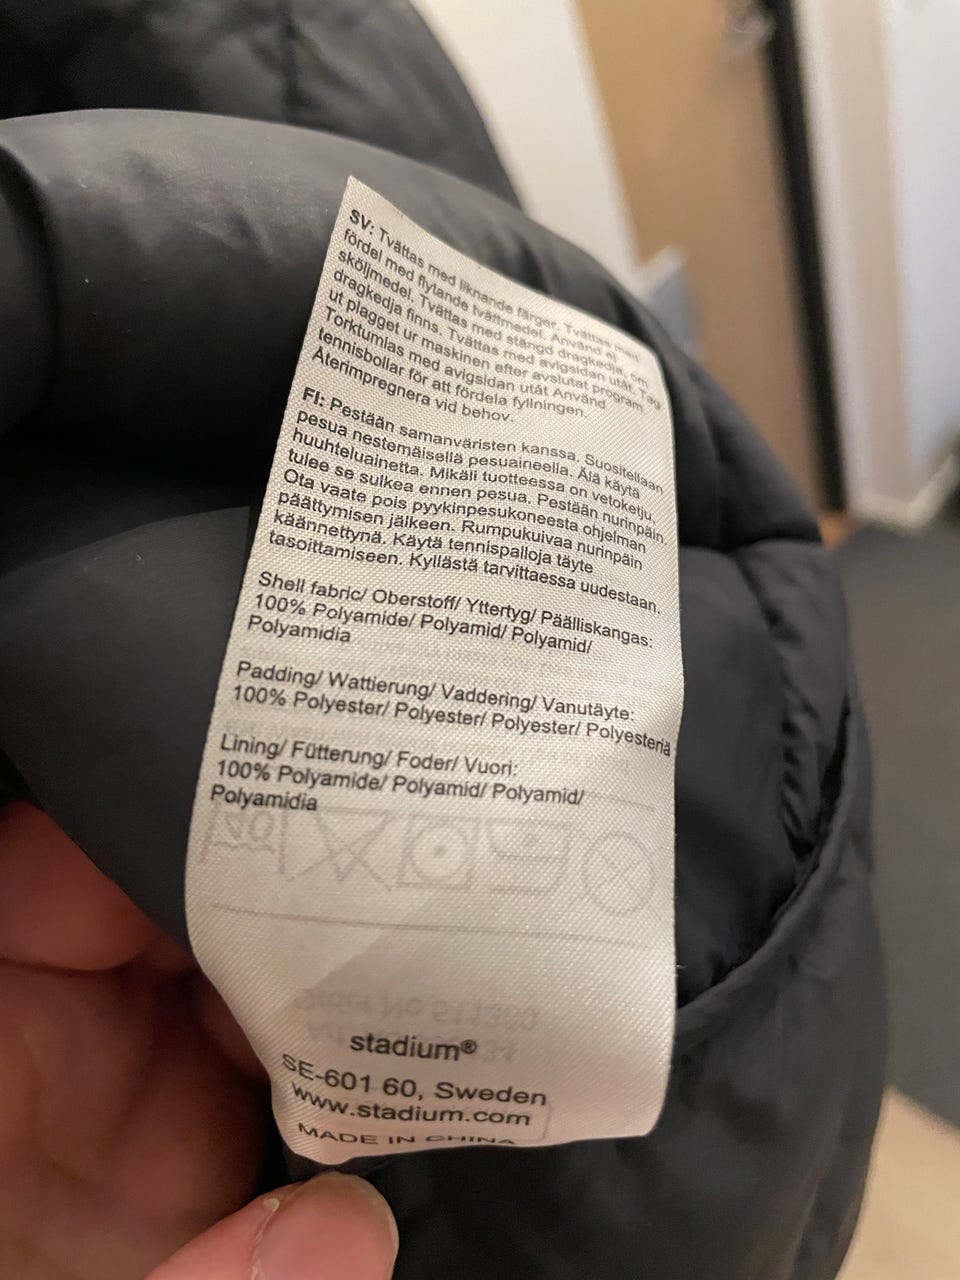 SV: Tvättas med liknande färger. Tvättas med
fördel med flytande tvättmedel. Använd ej
sköljmedel. Tvättas med stängd dragkedja, om
dragkedja finns. Tvättas med avigsidan utåt. Tag
ut plagget ur maskinen efter avslutat program.
Torktumlas med avigsidan utåt Använd
tennisbollar för att fördela fyllningen.
Återimpregnera vid behov.
FI: Pestään samanväristen kanssa. Suositellaan
pesua nestemäisellä pesuaineella. Älä käytä
huuhteluainetta. Mikäli tuotteessa on vetoketju,
tulee se sulkea ennen pesua. Pestään nurinpäin.
Ota vaate pois pyykinpesukoneesta ohjelman
päättymisen jälkeen. Rumpukuivaa nurinpäin
käännettynä. Käytä tennispalloja täyte
tasoittamiseen. Kyllästä tarvittaessa uudestaan.
Shell fabric/ Oberstoff/ Yttertyg/ Päälliskangas:
100% Polyamide/ Polyamid/ Polyamid/
Polyamidia
Padding/ Wattierung/ Vaddering/ Vanutäyte:
100% Polyester/ Polyester/ Polyester/ Polyesteriä
Lining/ Fütterung/ Foder/ Vuori:
100% Polyamide/ Polyamid/ Polyamid/
Polyamidia
40
Order No 511360
stadium®
SE-601 60, Sweden
www.stadium.com
MADE IN CHINA